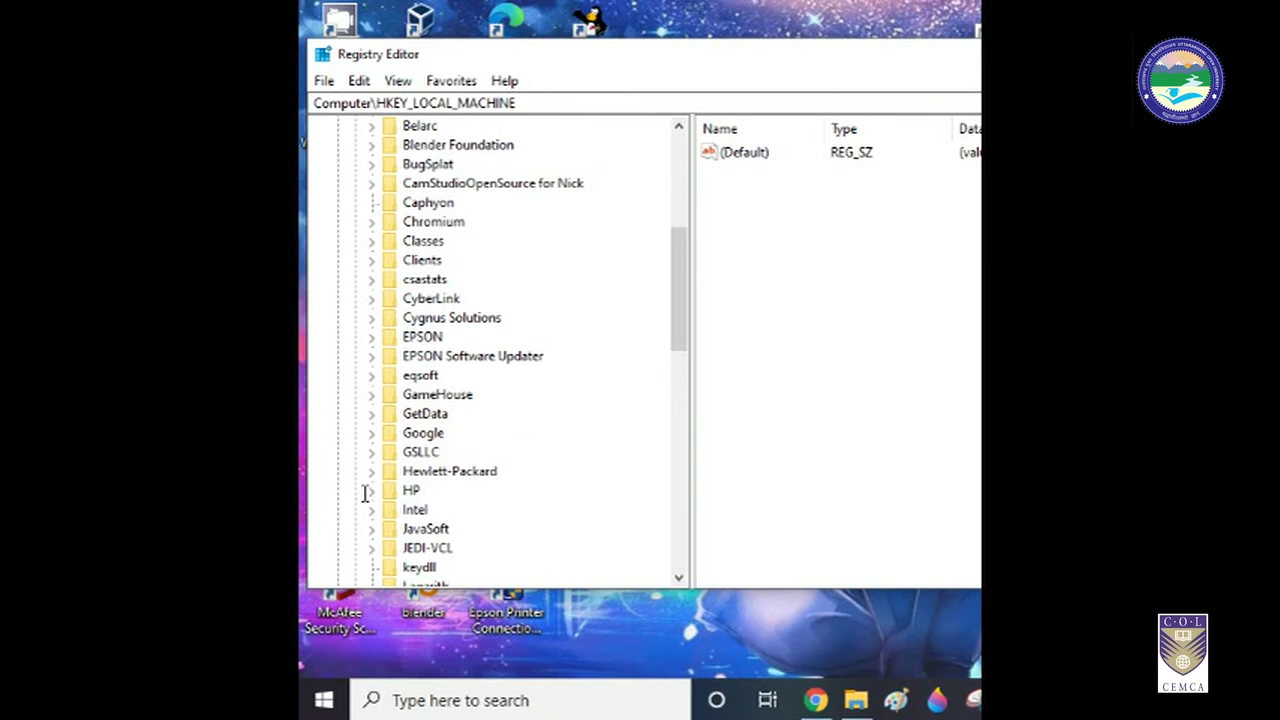 Registry Editor
File Edit View Favorites Help
Computer\HKEY_LOCAL_MACHINE
Name Type
(Default) REG_SZ
Belarc
Blender Foundation
BugSplat
CamStudioOpenSource for Nick
Caphyon
Chromium
Classes
Clients
csastats
CyberLink
Cygnus Solutions
EPSON
EPSON Software Updater
eqsoft
GameHouse
GetData
Google
GSLLC
Hewlett-Packard
HP
Intel
JavaSoft
JEDI-VCL
keydll
McAfee
Security Sc...
Blender
Epson Printer
Connectio...
Type here to search
C·O·L
CEMCA